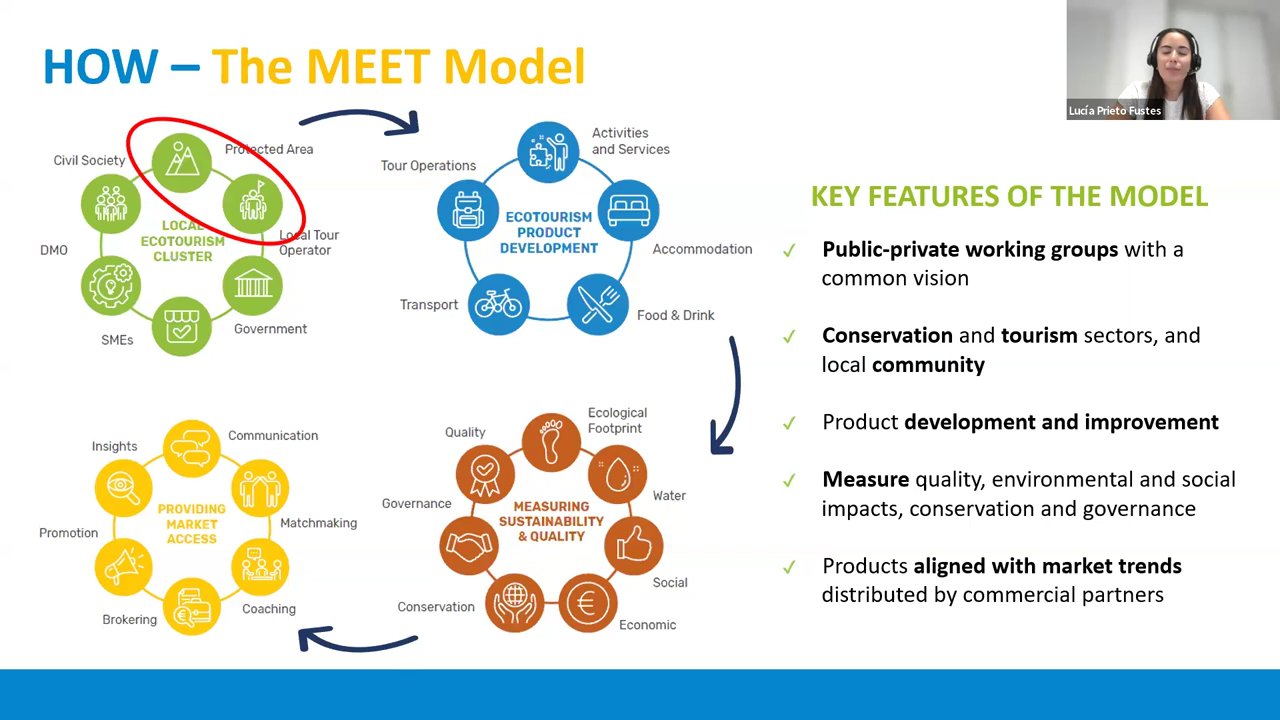 HOW – The MEET Model
Lucía Prieto Fustes
Civil Society
Protected Area
DMO
LOCAL
ECOTOURISM
CLUSTER
Local Tour
Operator
SMEs
Government
Tour Operations
Activities
and Services
ECOTOURISM
PRODUCT
DEVELOPMENT
Accommodation
Transport
Food & Drink
Insights
Communication
PROVIDING
MARKET
ACCESS
Promotion
Matchmaking
Brokering
Coaching
Quality
Ecological
Footprint
Governance
Water
MEASURING
SUSTAINABILITY
& QUALITY
Social
Conservation
Economic
KEY FEATURES OF THE MODEL
✓ Public-private working groups with a
common vision
✓ Conservation and tourism sectors, and
local community
✓ Product development and improvement
✓ Measure quality, environmental and social
impacts, conservation and governance
✓ Products aligned with market trends
distributed by commercial partners